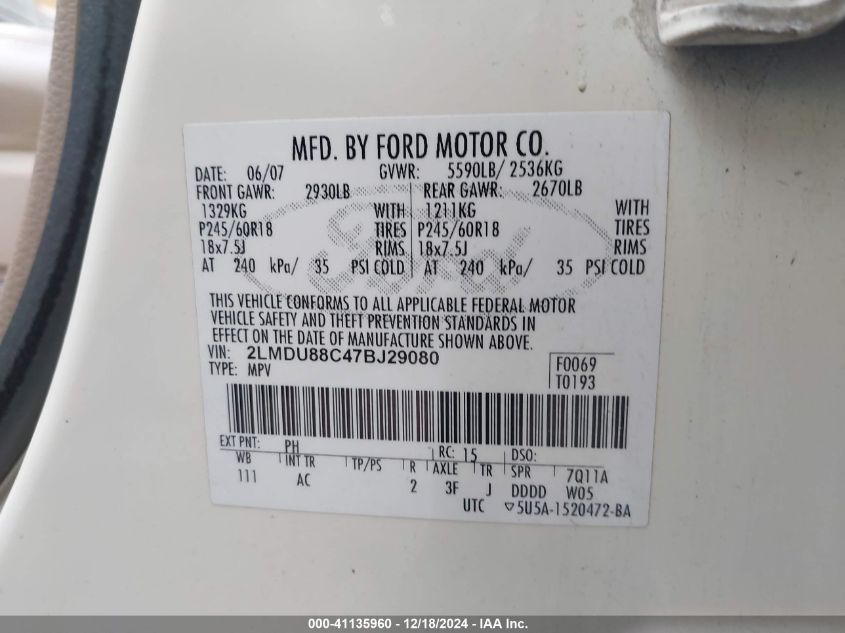 MFD. BY FORD MOTOR CO.
DATE: 06/07 GVWR: 5590LB/ 2536KG
FRONT GAWR: 2930LB REAR GAWR: 2670LB
1329KG WITH 1211KG WITH
P245/60R18 TIRES P245/60R18 TIRES
18x7.5J RIMS 18x7.5J RIMS
AT 240 kPa/ 35 PSI COLD AT 240 kPa/ 35 PSI COLD
Ford
THIS VEHICLE CONFORMS TO ALL APPLICABLE FEDERAL MOTOR
VEHICLE SAFETY AND THEFT PREVENTION STANDARDS IN
EFFECT ON THE DATE OF MANUFACTURE SHOWN ABOVE.
VIN: 2LMDU88C47BJ29080
TYPE: MPV
F0069
T0193
EXT PNT: PH RC: 15 DSO:
WB INT TR TP/PS R AXLE TR SPR 7Q11A
111 AC 2 3F J DDDD W05
UTC ▽5U5A-1520472-BA
000-41135960 - 12/18/2024 - IAA Inc.